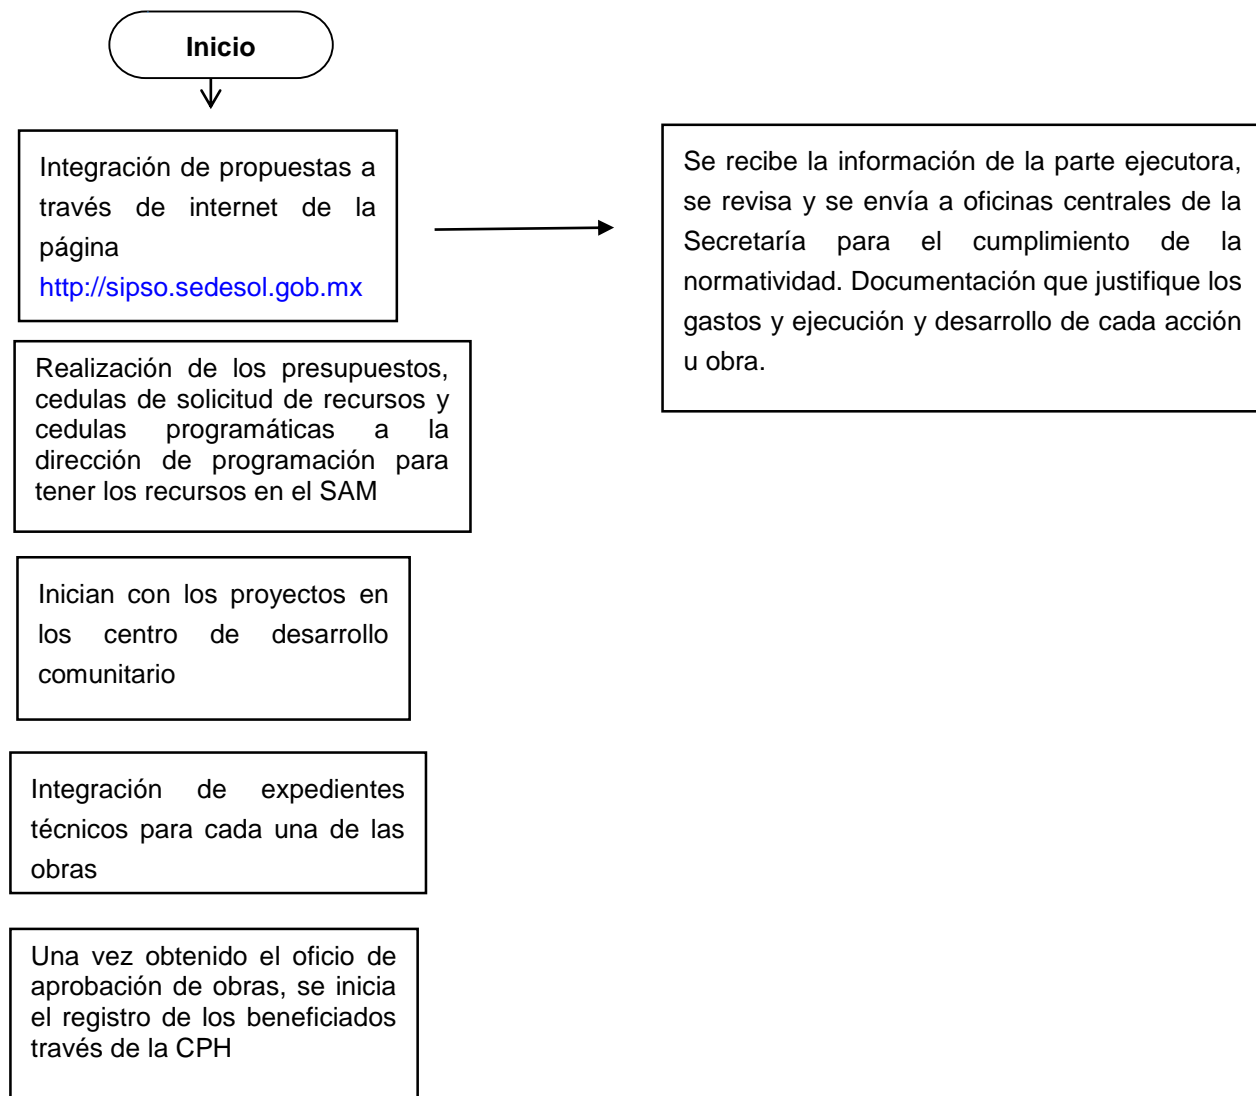 Inicio
Integración de propuestas a
través de internet de la
página
http://sipso.sedesol.gob.mx
Se recibe la información de la parte ejecutora,
se revisa y se envía a oficinas centrales de la
Secretaría para el cumplimiento de la
normatividad. Documentación que justifique los
gastos y ejecución y desarrollo de cada acción
u obra.
Realización de los presupuestos,
cedulas de solicitud de recursos y
cedulas programáticas a la
dirección de programación para
tener los recursos en el SAM
Inician con los proyectos en
los centro de desarrollo
comunitario
Integración de expedientes
técnicos para cada una de las
obras
Una vez obtenido el oficio de
aprobación de obras, se inicia
el registro de los beneficiados
través de la CPH